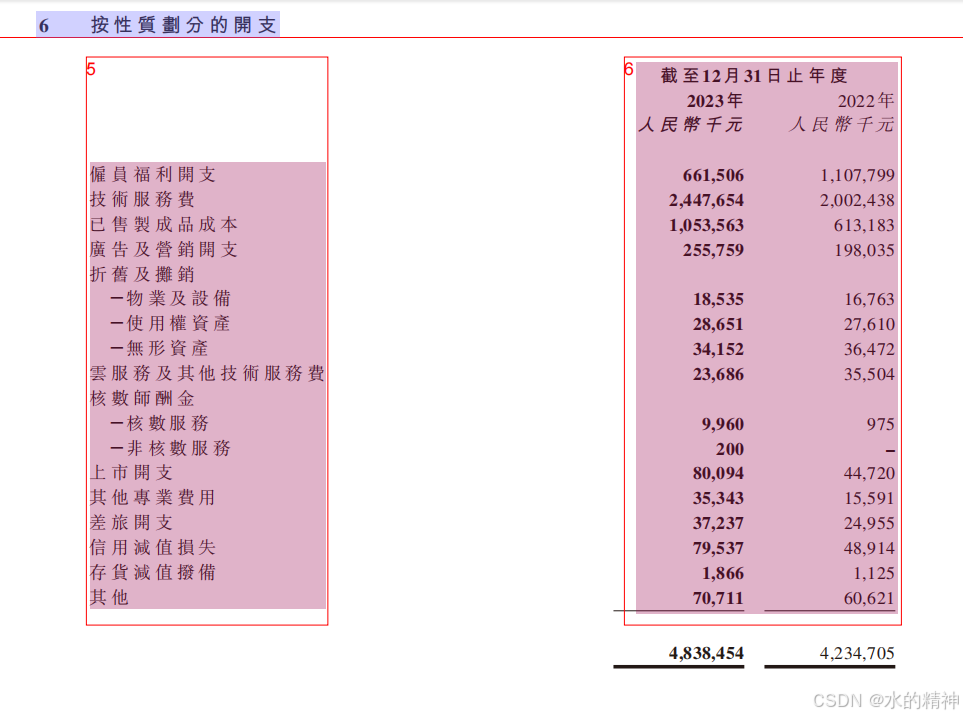 6 按性質劃分的開支
5
6 截至12月31日止年度
2023年 2022年
人民幣千元 人民幣千元
僱員福利開支 661,506 1,107,799
技術服務費 2,447,654 2,002,438
已售製成品成本 1,053,563 613,183
廣告及營銷開支 255,759 198,035
折舊及攤銷
－物業及設備 18,535 16,763
－使用權資產 28,651 27,610
－無形資產 34,152 36,472
雲服務及其他技術服務費 23,686 35,504
核數師酬金
－核數服務 9,960 975
－非核數服務 200 –
上市開支 80,094 44,720
其他專業費用 35,343 15,591
差旅開支 37,237 24,955
信用減值損失 79,537 48,914
存貨減值撥備 1,866 1,125
其他 70,711 60,621
4,838,454 4,234,705
CSDN @水的精神